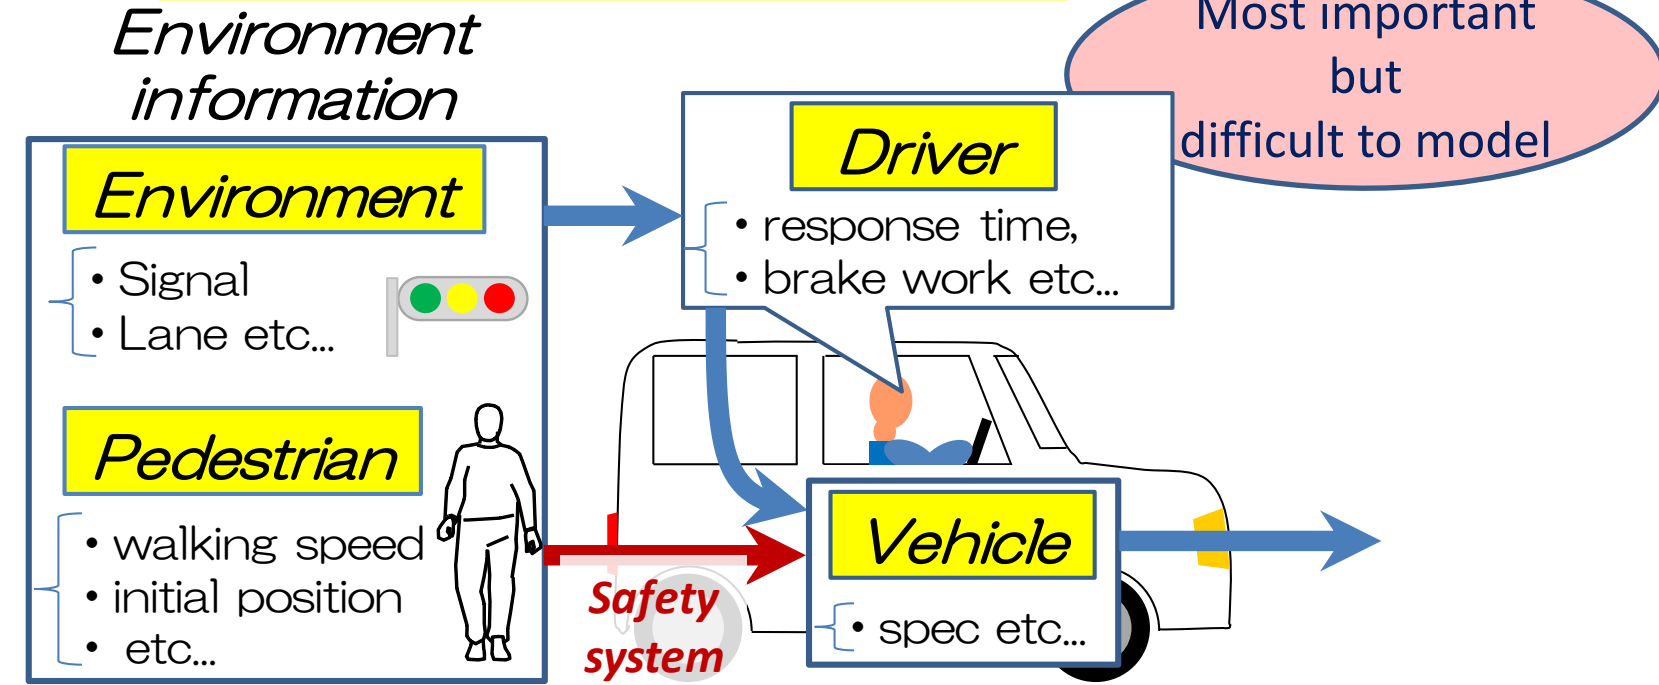 Environment
information
Environment
• Signal
• Lane etc...
Pedestrian
• walking speed
• initial position
• etc...
Most important
but
difficult to model
Driver
• response time,
• brake work etc...
Safety
system
Vehicle
• spec etc...